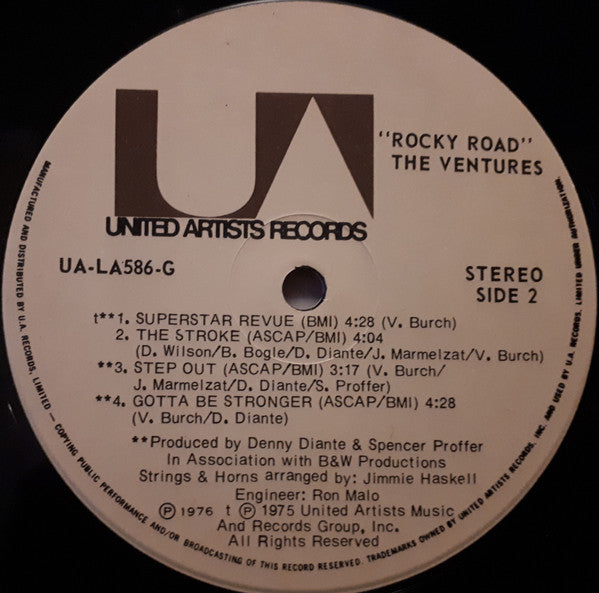 UA
UNITED ARTISTS RECORDS
"ROCKY ROAD"
THE VENTURES
UA-LA586-G
STEREO
SIDE 2
t**1. SUPERSTAR REVUE (BMI) 4:28 (V. Burch)
2. THE STROKE (ASCAP/BMI) 4:04
(D. Wilson/B. Bogle/D. Diante/J. Marmelzat/V. Burch)
**3. STEP OUT (ASCAP/BMI) 3:17 (V. Burch/
J. Marmelzat/D. Diante/S. Proffer)
**4. GOTTA BE STRONGER (ASCAP/BMI) 4:28
(V. Burch/D. Diante)
**Produced by Denny Diante & Spencer Proffer
In Association with B&W Productions
Strings & Horns arranged by: Jimmie Haskell
Engineer: Ron Malo
℗ 1976 t ℗ 1975 United Artists Music
And Records Group, Inc.
All Rights Reserved
MANUFACTURED AND DISTRIBUTED BY U.A. RECORDS, LIMITED — COPYING PUBLIC PERFORMANCE AND/OR BROADCASTING OF THIS RECORD RESERVED. TRADEMARKS OWNED BY UNITED ARTISTS RECORDS, INC. AND USED BY U.A. RECORDS, LIMITED UNDER AUTHORIZATION.